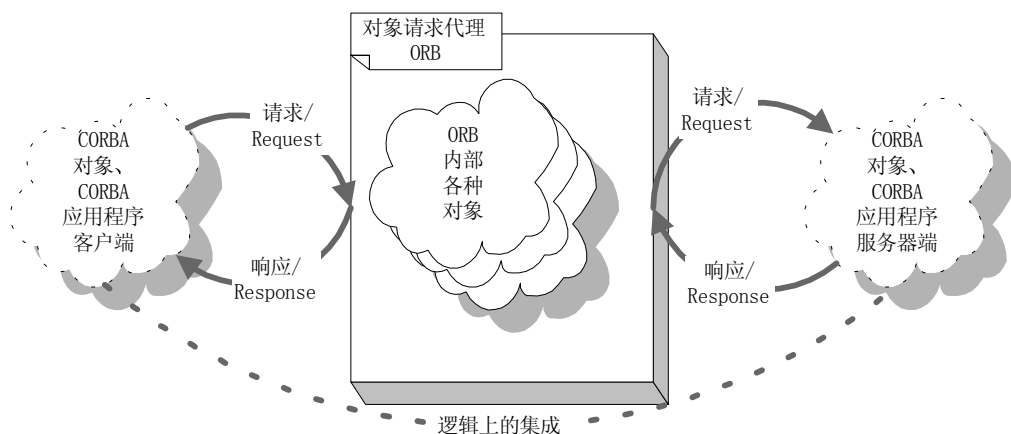 对象请求代理
ORB
请求/
Request
请求/
Request
CORBA
对象、
CORBA
应用程序
客户端
ORB
内部
各种
对象
CORBA
对象、
CORBA
应用程序
服务器端
响应/
Response
响应/
Response
逻辑上的集成